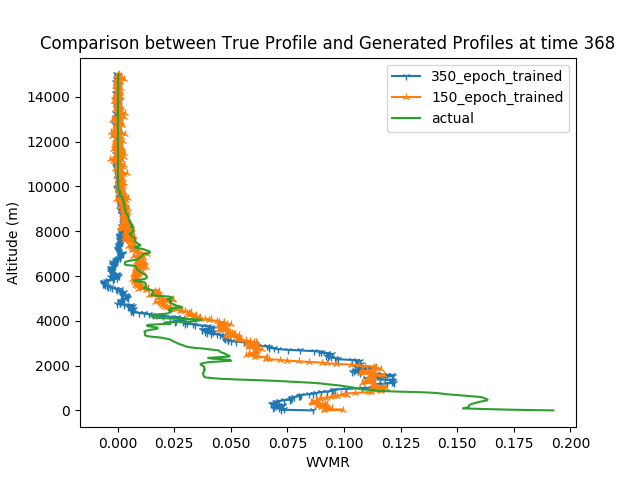 Comparison between True Profile and Generated Profiles at time 368
350_epoch_trained
150_epoch_trained
actual
Altitude (m)
14000
12000
10000
8000
6000
4000
2000
0
0.000 0.025 0.050 0.075 0.100 0.125 0.150 0.175 0.200
WVMR